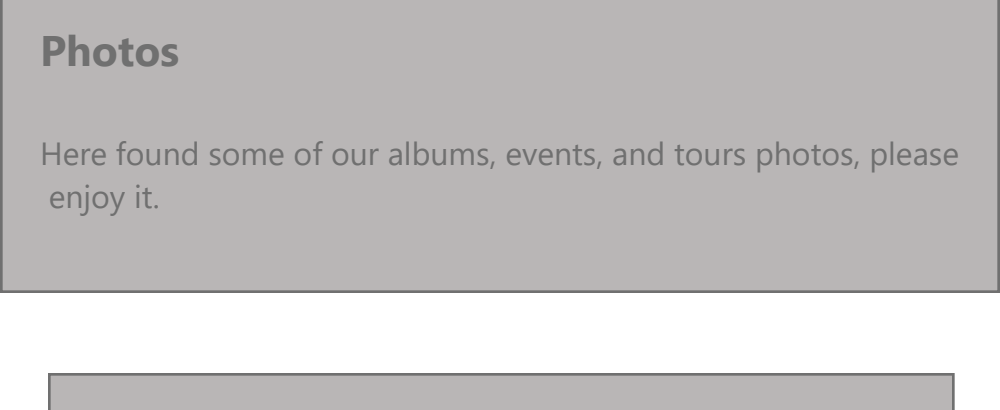 Photos
Here found some of our albums, events, and tours photos, please
enjoy it.